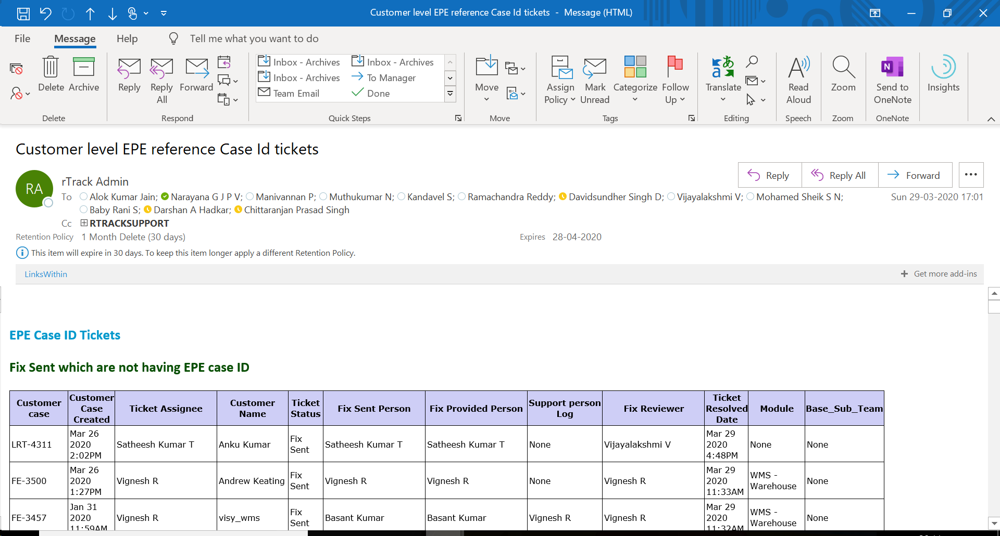 Customer level EPE reference Case Id tickets - Message (HTML)
File Message Help Tell me what you want to do
Delete Archive Reply Reply All Forward
Inbox - Archives Inbox - Archives
Inbox - Archives To Manager
Team Email Done
Move Assign Policy Mark Unread Categorize Follow Up Translate Read Aloud Zoom Send to OneNote Insights
Delete Respond Quick Steps Move Tags Editing Speech Zoom OneNote
Customer level EPE reference Case Id tickets
Reply Reply All Forward
RA rTrack Admin
To Alok Kumar Jain; Narayana G J P V; Manivannan P; Muthukumar N; Kandavel S; Ramachandra Reddy; Davidsundher Singh D; Vijayalakshmi V; Mohamed Sheik S N; Sun 29-03-2020 17:01
Baby Rani S; Darshan A Hadkar; Chittaranjan Prasad Singh
Cc RTRACKSUPPORT
Retention Policy 1 Month Delete (30 days) Expires 28-04-2020
This item will expire in 30 days. To keep this item longer apply a different Retention Policy.
LinksWithin + Get more add-ins
EPE Case ID Tickets
Fix Sent which are not having EPE case ID
Customer case Customer Case Created Ticket Assignee Customer Name Ticket Status Fix Sent Person Fix Provided Person Support person Log Fix Reviewer Ticket Resolved Date Module Base_Sub_Team
LRT-4311 Mar 26 2020 2:02PM Satheesh Kumar T Anku Kumar Fix Sent Satheesh Kumar T Satheesh Kumar T None Vijayalakshmi V Mar 29 2020 4:48PM None None
FE-3500 Mar 26 2020 1:27PM Vignesh R Andrew Keating Fix Sent Vignesh R Vignesh R None Vignesh R Mar 29 2020 11:33AM WMS - Warehouse None
FE-3457 Jan 31 2020 11:59AM Vignesh R visy_wms Fix Sent Basant Kumar Basant Kumar Vignesh R Vignesh R Mar 29 2020 11:32AM WMS - Warehouse None